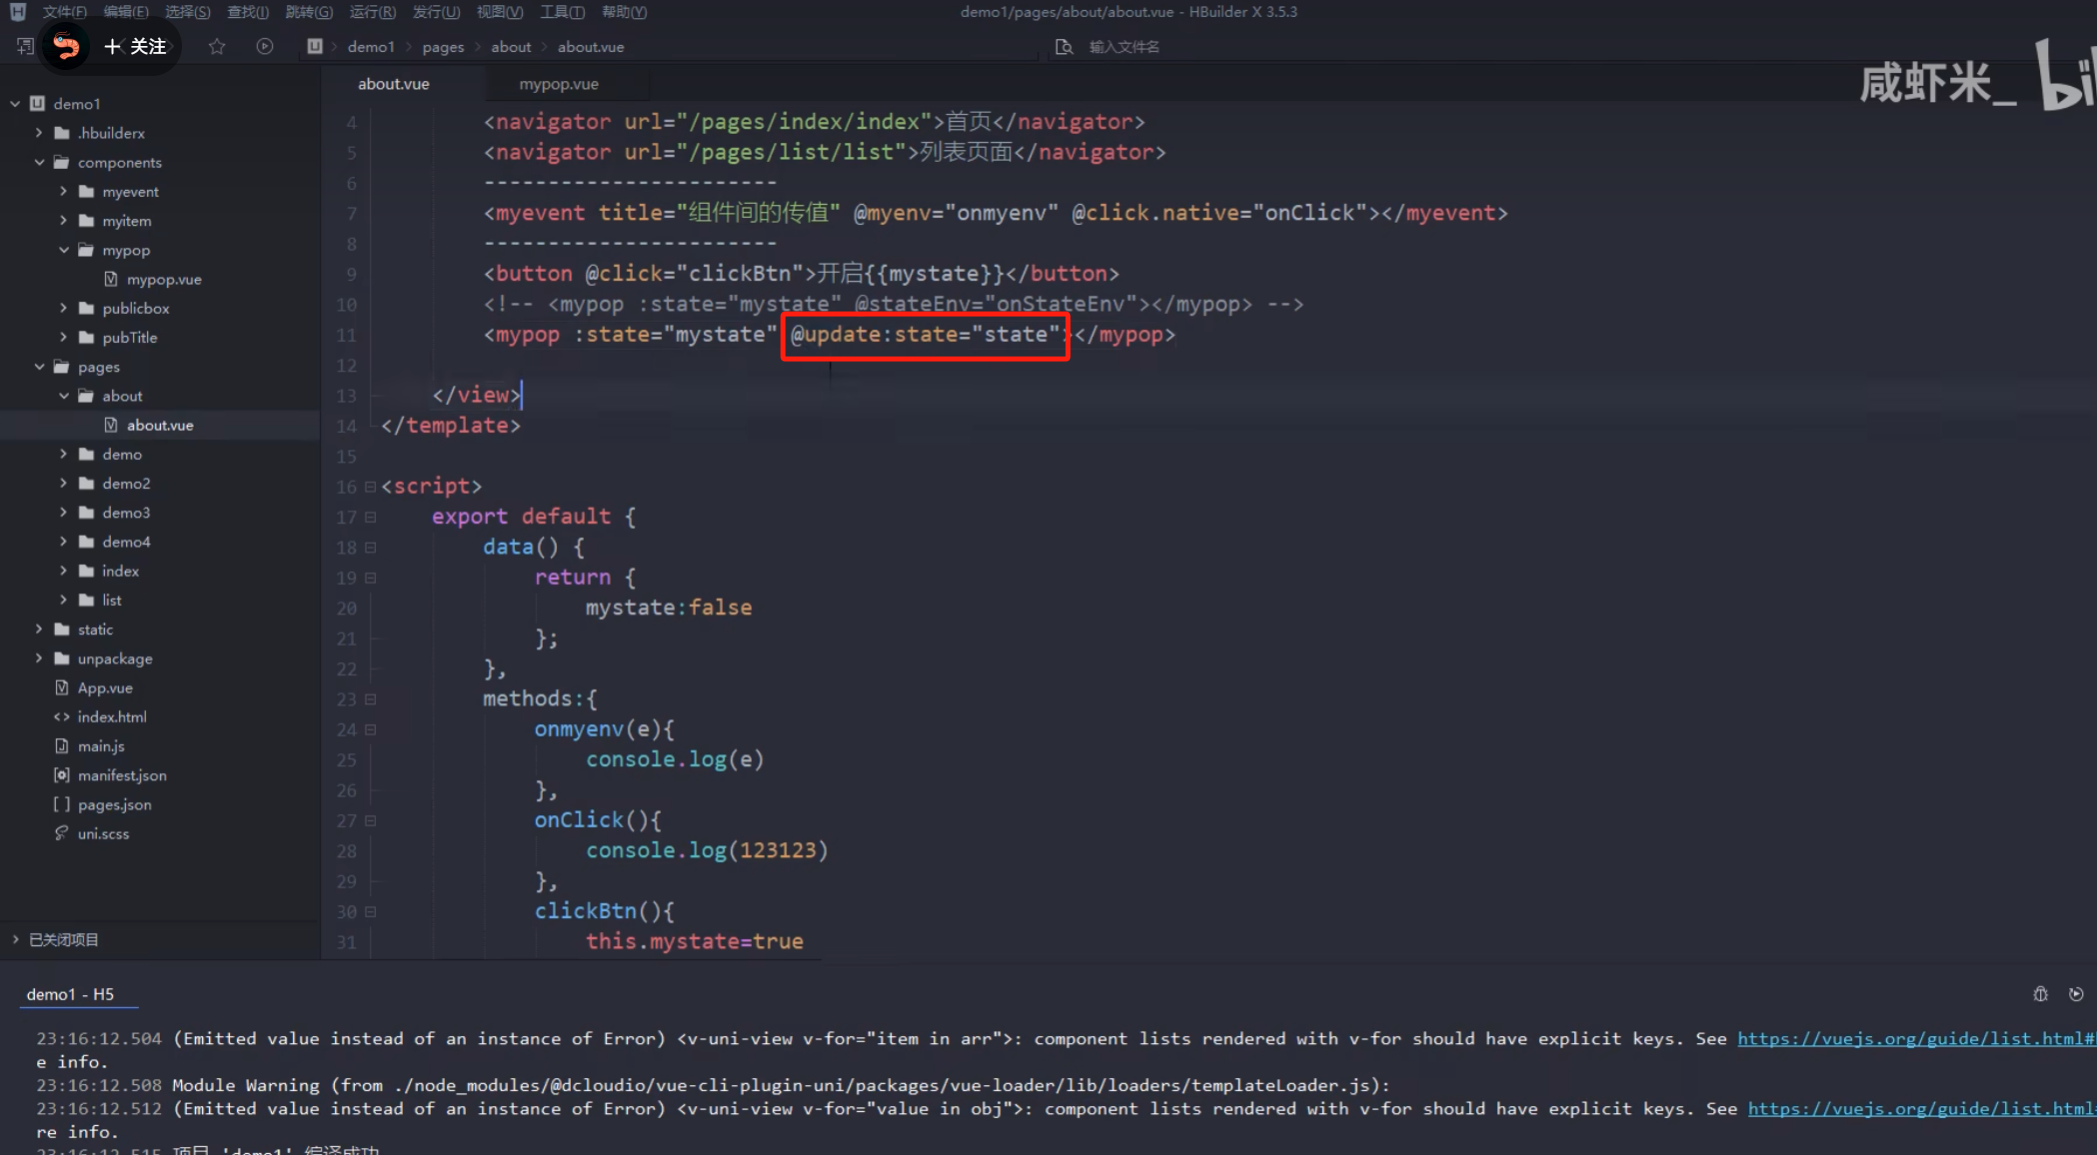 文件(F) 编辑(E) 选择(S) 查找(I) 跳转(G) 运行(R) 发行(U) 视图(V) 工具(T) 帮助(Y)
demo1/pages/about/about.vue - HBuilder X 3.5.3
+ 关注
demo1 > pages > about > about.vue
输入文件名
咸虾米_
demo1
.hbuilderx
components
myevent
myitem
mypop
mypop.vue
publicbox
pubTitle
pages
about
about.vue
demo
demo2
demo3
demo4
index
list
static
unpackage
App.vue
index.html
main.js
manifest.json
pages.json
uni.scss
已关闭项目
about.vue mypop.vue
4 <navigator url="/pages/index/index">首页</navigator>
5 <navigator url="/pages/list/list">列表页面</navigator>
6 -----------------------
7 <myevent title="组件间的传值" @myenv="onmyenv" @click.native="onClick"></myevent>
8 -----------------------
9 <button @click="clickBtn">开启{{mystate}}</button>
10 <!-- <mypop :state="mystate" @stateEnv="onStateEnv"></mypop> -->
11 <mypop :state="mystate" @update:state="state"></mypop>
12
13 </view>
14 </template>
15
16 <script>
17 export default {
18 data() {
19 return {
20 mystate:false
21 };
22 },
23 methods:{
24 onmyenv(e){
25 console.log(e)
26 },
27 onClick(){
28 console.log(123123)
29 },
30 clickBtn(){
31 this.mystate=true
demo1 - H5
23:16:12.504 (Emitted value instead of an instance of Error) <v-uni-view v-for="item in arr">: component lists rendered with v-for should have explicit keys. See https://vuejs.org/guide/list.html#
e info.
23:16:12.508 Module Warning (from ./node_modules/@dcloudio/vue-cli-plugin-uni/packages/vue-loader/lib/loaders/templateLoader.js):
23:16:12.512 (Emitted value instead of an instance of Error) <v-uni-view v-for="value in obj">: component lists rendered with v-for should have explicit keys. See https://vuejs.org/guide/list.html
re info.
23:16:12.515 项目 'demo1' 编译成功